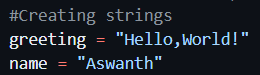 #Creating strings
greeting = "Hello,World!"
name = "Aswanth"